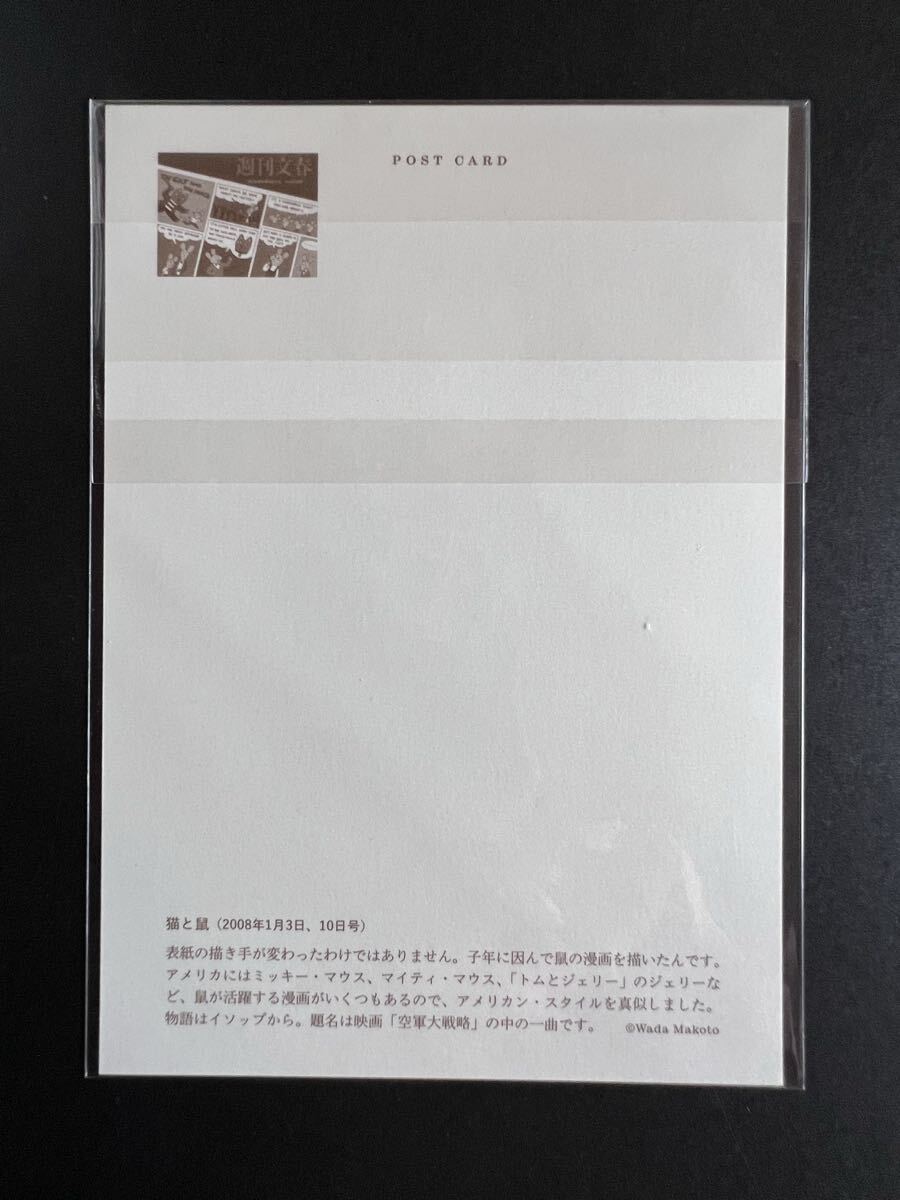 週刊文春
POST CARD
猫と鼠（2008年1月3日、10日号）
表紙の描き手が変わったわけではありません。子年に因んで鼠の漫画を描いたんです。
アメリカにはミッキー・マウス、マイティ・マウス、「トムとジェリー」のジェリーな
ど、鼠が活躍する漫画がいくつもあるので、アメリカン・スタイルを真似しました。
物語はイソップから。題名は映画「空軍大戦略」の中の一曲です。　©Wada Makoto